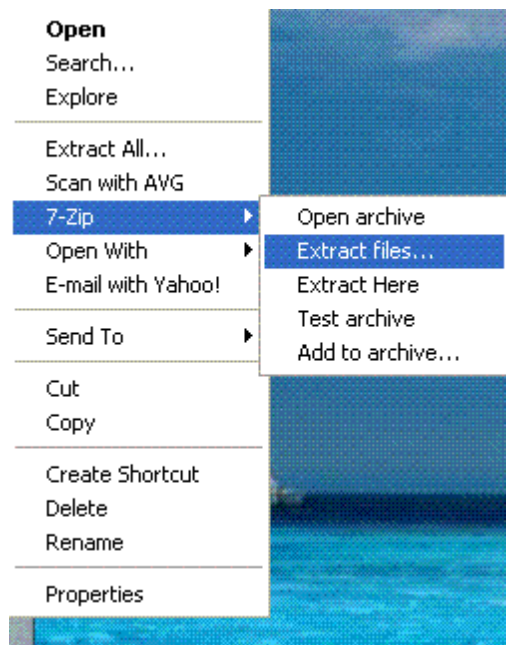 Open
Search...
Explore
Extract All...
Scan with AVG
7-Zip
Open With
E-mail with Yahoo!
Send To
Cut
Copy
Create Shortcut
Delete
Rename
Properties
Open archive
Extract files...
Extract Here
Test archive
Add to archive...